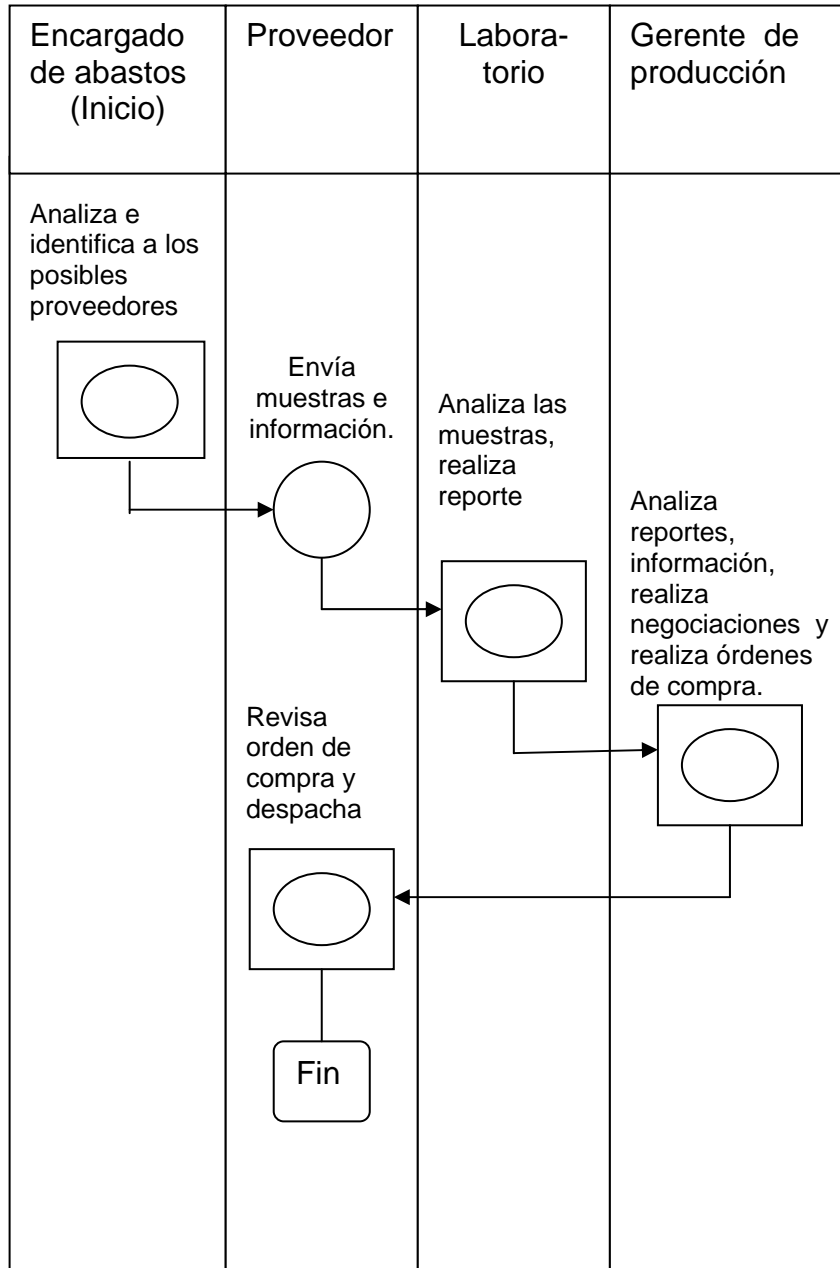 Encargado
de abastos
(Inicio)
Proveedor
Labora-
torio
Gerente de
producción
Analiza e
identifica a los
posibles
proveedores
Envía
muestras e
información.
Analiza las
muestras,
realiza
reporte
Analiza
reportes,
información,
realiza
negociaciones y
realiza órdenes
de compra.
Revisa
orden de
compra y
despacha
Fin